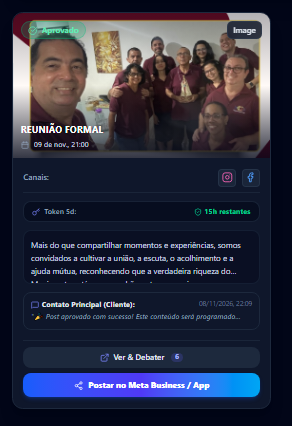 Aprovado
Image
REUNIÃO FORMAL
09 de nov., 21:00
Canais:
Token 5d:
15h restantes
Mais do que compartilhar momentos e experiências, somos
convidados a cultivar a união, a escuta, o acolhimento e a
ajuda mútua, reconhecendo que a verdadeira riqueza do...
Contato Principal (Cliente):
08/11/2026, 22:09
" Post aprovado com sucesso! Este conteúdo será programado...
Ver & Debater 6
Postar no Meta Business / App